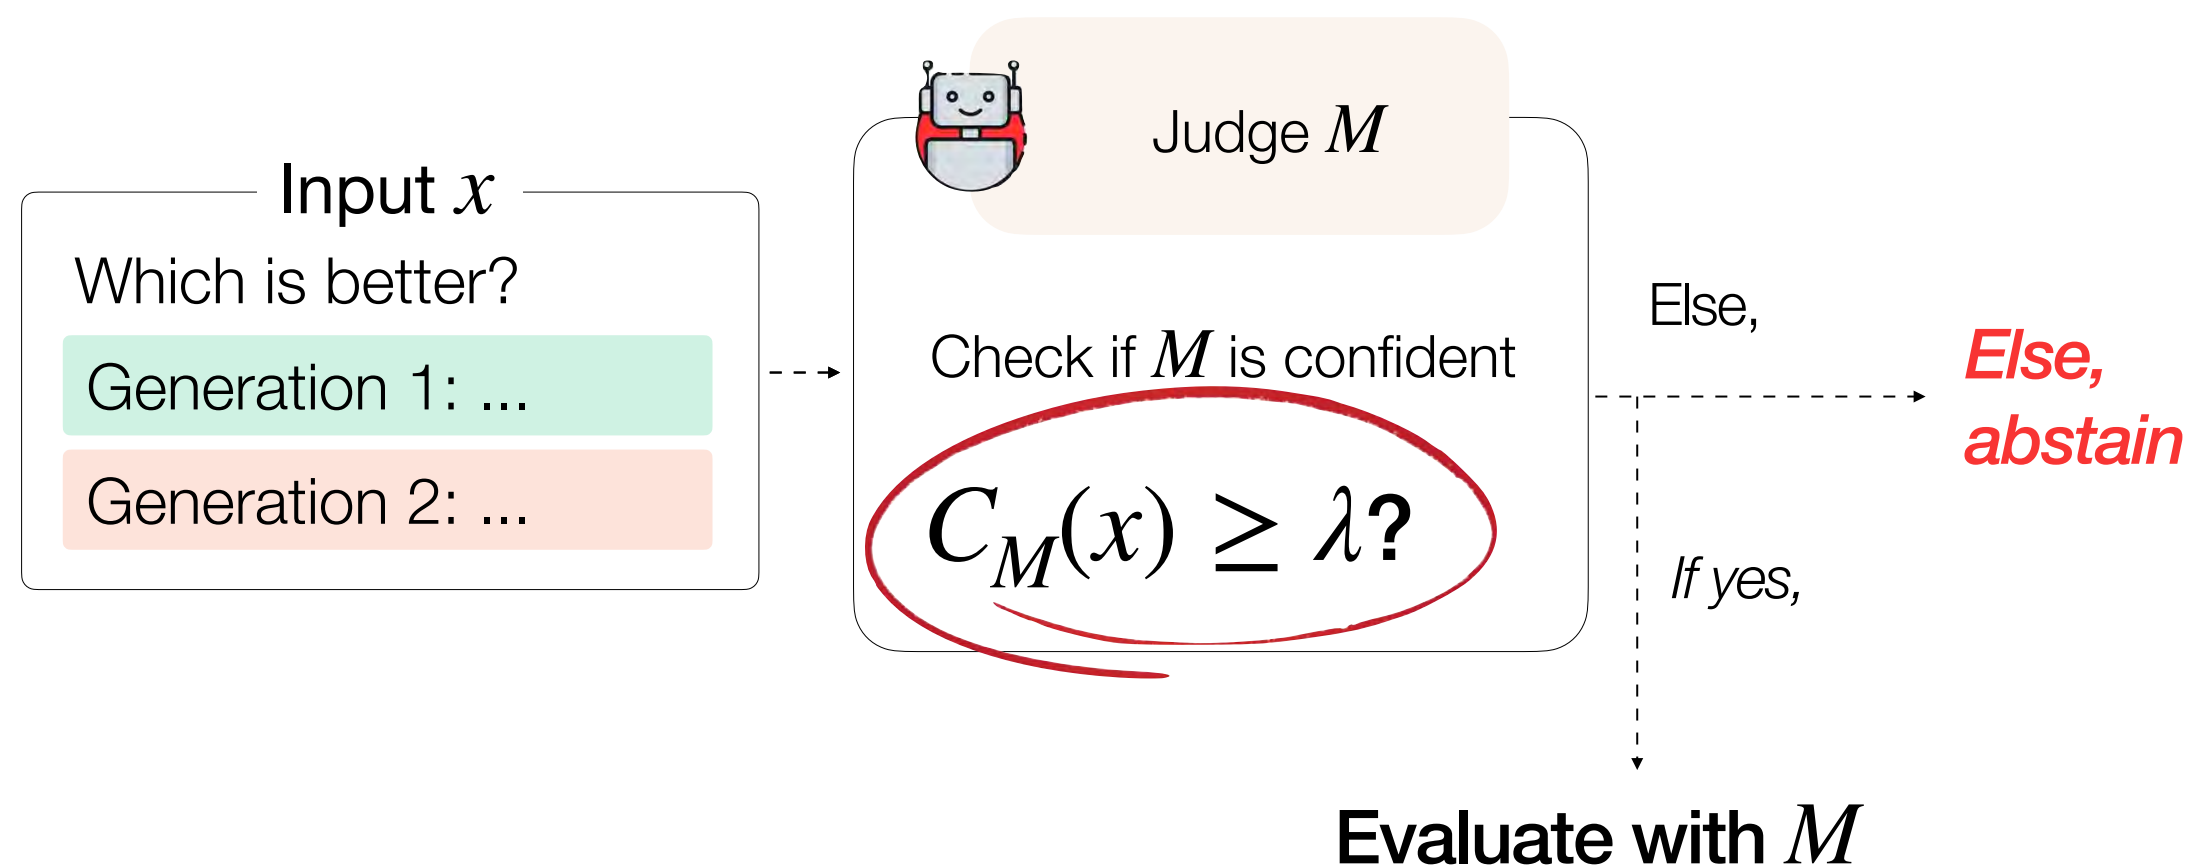 Input x
Which is better?
Generation 1: ...
Generation 2: ...
Judge M
Check if M is confident
C_M(x) ≥ λ?
Else,
Else,
abstain
If yes,
Evaluate with M